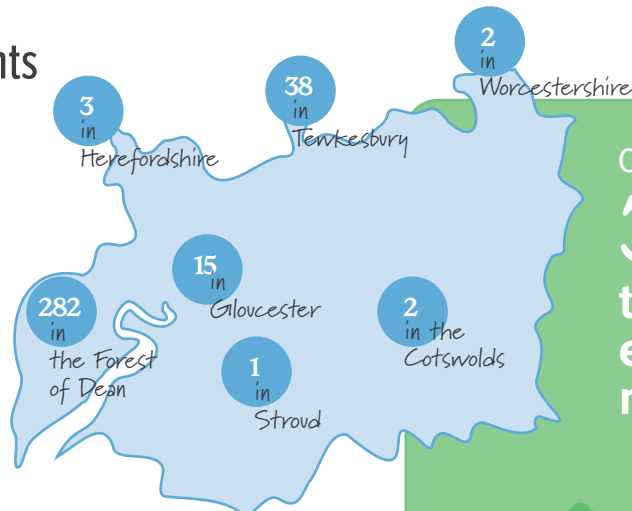 nts
2
in
Worcestershire
38
in
Tewkesbury
3
in
Herefordshire
15
in
Gloucester
282
in
the Forest
of Dean
2
in the
Cotswolds
1
in
Stroud
t
e